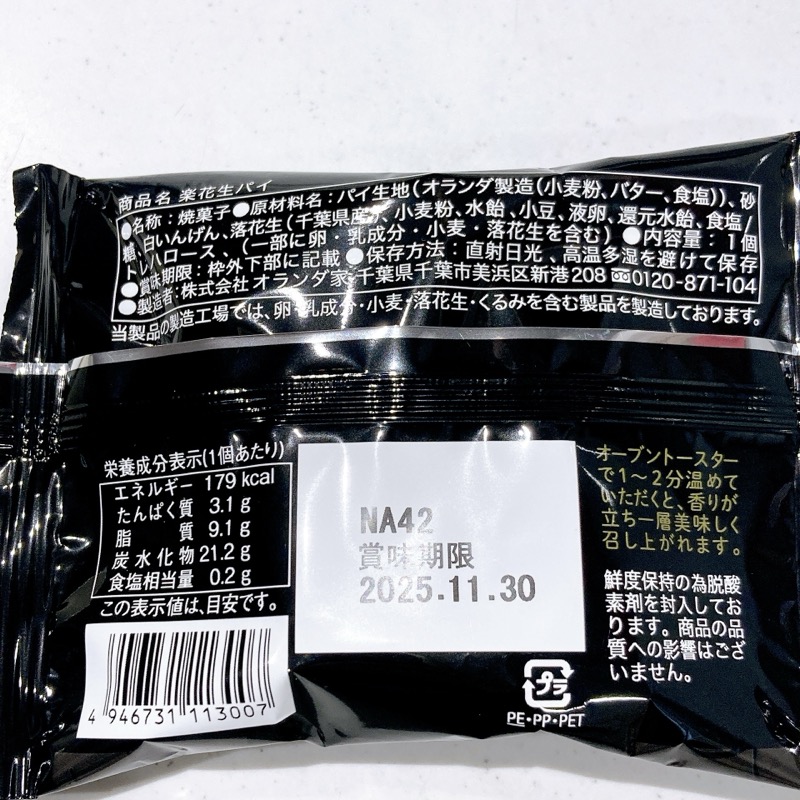 商品名 楽花生パイ
●名称：焼菓子●原材料名：パイ生地（オランダ製造（小麦粉、バター、食塩））、砂
糖、白いんげん、落花生（千葉県産）、小麦粉、水飴、小豆、液卵、還元水飴、食塩／
トレハロース、（一部に卵・乳成分・小麦・落花生を含む）●内容量：1個
●賞味期限：枠外下部に記載●保存方法：直射日光、高温多湿を避けて保存
●製造者：株式会社 オランダ家 千葉県千葉市美浜区新港208 0120-871-104
当製品の製造工場では、卵・乳成分・小麦・落花生・くるみを含む製品を製造しております。
栄養成分表示(1個あたり)
エネルギー 179 kcal
たんぱく質 3.1 g
脂質 9.1 g
炭水化物 21.2 g
食塩相当量 0.2 g
この表示値は、目安です。
4 946731 113007
NA42
賞味期限
2025.11.30
オーブントースター
で1〜2分温めて
いただくと、香りが
立ち一層美味しく
召し上がれます。
鮮度保持の為脱酸
素剤を封入してお
ります。商品の品
質への影響はござ
いません。
プラ
PE・PP・PET